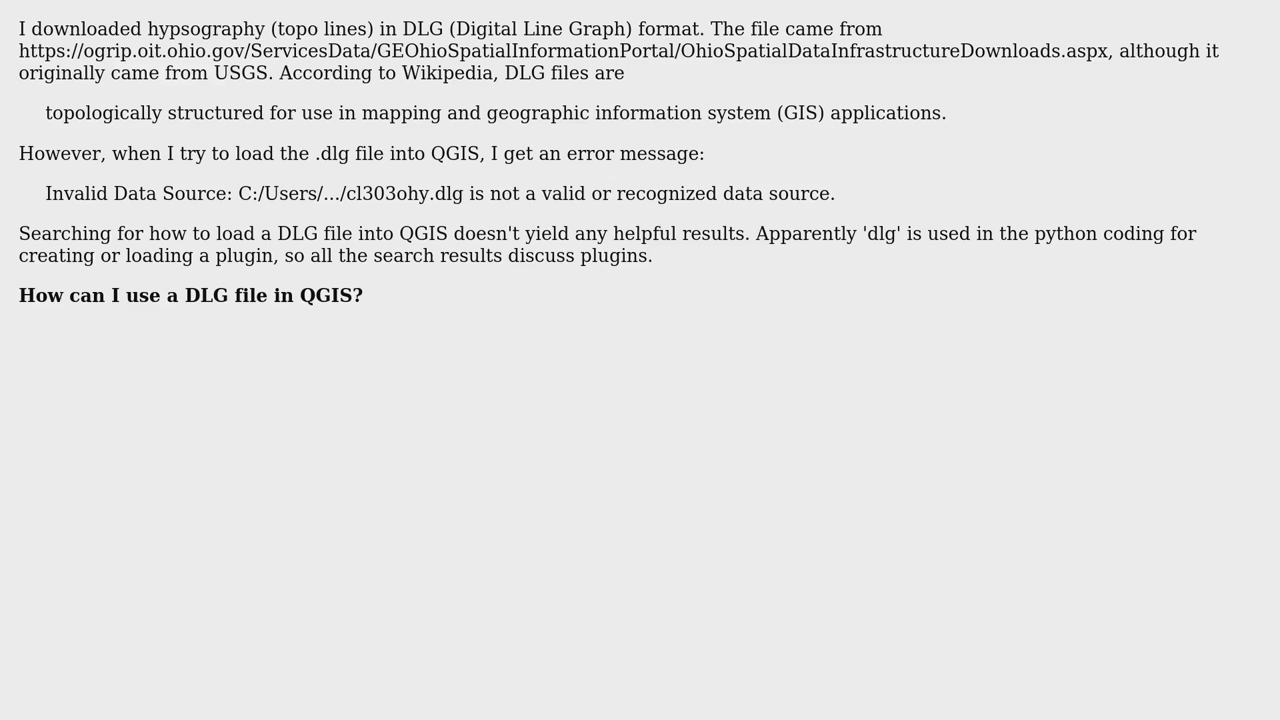 I downloaded hypsography (topo lines) in DLG (Digital Line Graph) format. The file came from
https://ogrip.oit.ohio.gov/ServicesData/GEOhioSpatialInformationPortal/OhioSpatialDataInfrastructureDownloads.aspx, although it
originally came from USGS. According to Wikipedia, DLG files are
topologically structured for use in mapping and geographic information system (GIS) applications.
However, when I try to load the .dlg file into QGIS, I get an error message:
Invalid Data Source: C:/Users/.../cl303ohy.dlg is not a valid or recognized data source.
Searching for how to load a DLG file into QGIS doesn't yield any helpful results. Apparently 'dlg' is used in the python coding for
creating or loading a plugin, so all the search results discuss plugins.
How can I use a DLG file in QGIS?